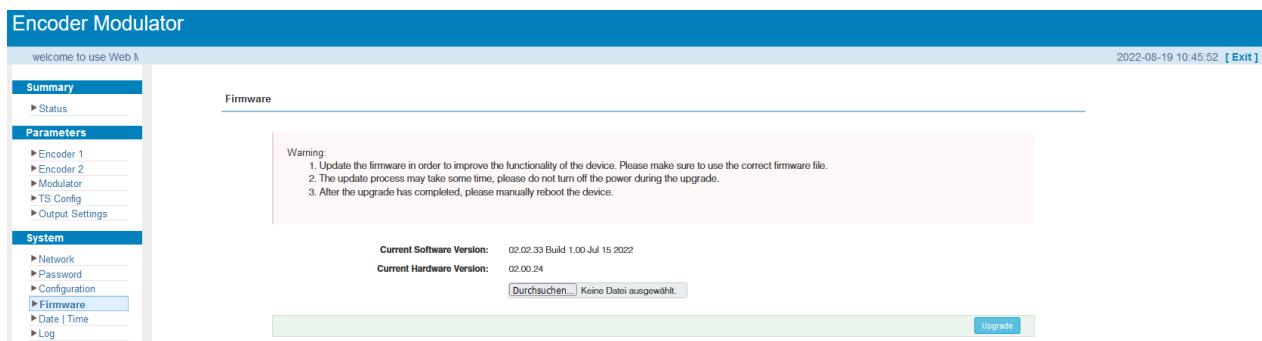 Encoder Modulator
welcome to use Web
2022-08-19 10:45:52 [ Exit ]
Summary
Status
Parameters
Encoder 1
Encoder 2
Modulator
TS Config
Output Settings
System
Network
Password
Configuration
Firmware
Date | Time
Log
Firmware
Warning:
1. Update the firmware in order to improve the functionality of the device. Please make sure to use the correct firmware file.
2. The update process may take some time, please do not turn off the power during the upgrade.
3. After the upgrade has completed, please manually reboot the device.
Current Software Version: 02.02.33 Build 1.00 Jul 15 2022
Current Hardware Version: 02.00.24
Durchsuchen... Keine Datei ausgewählt.
Upgrade